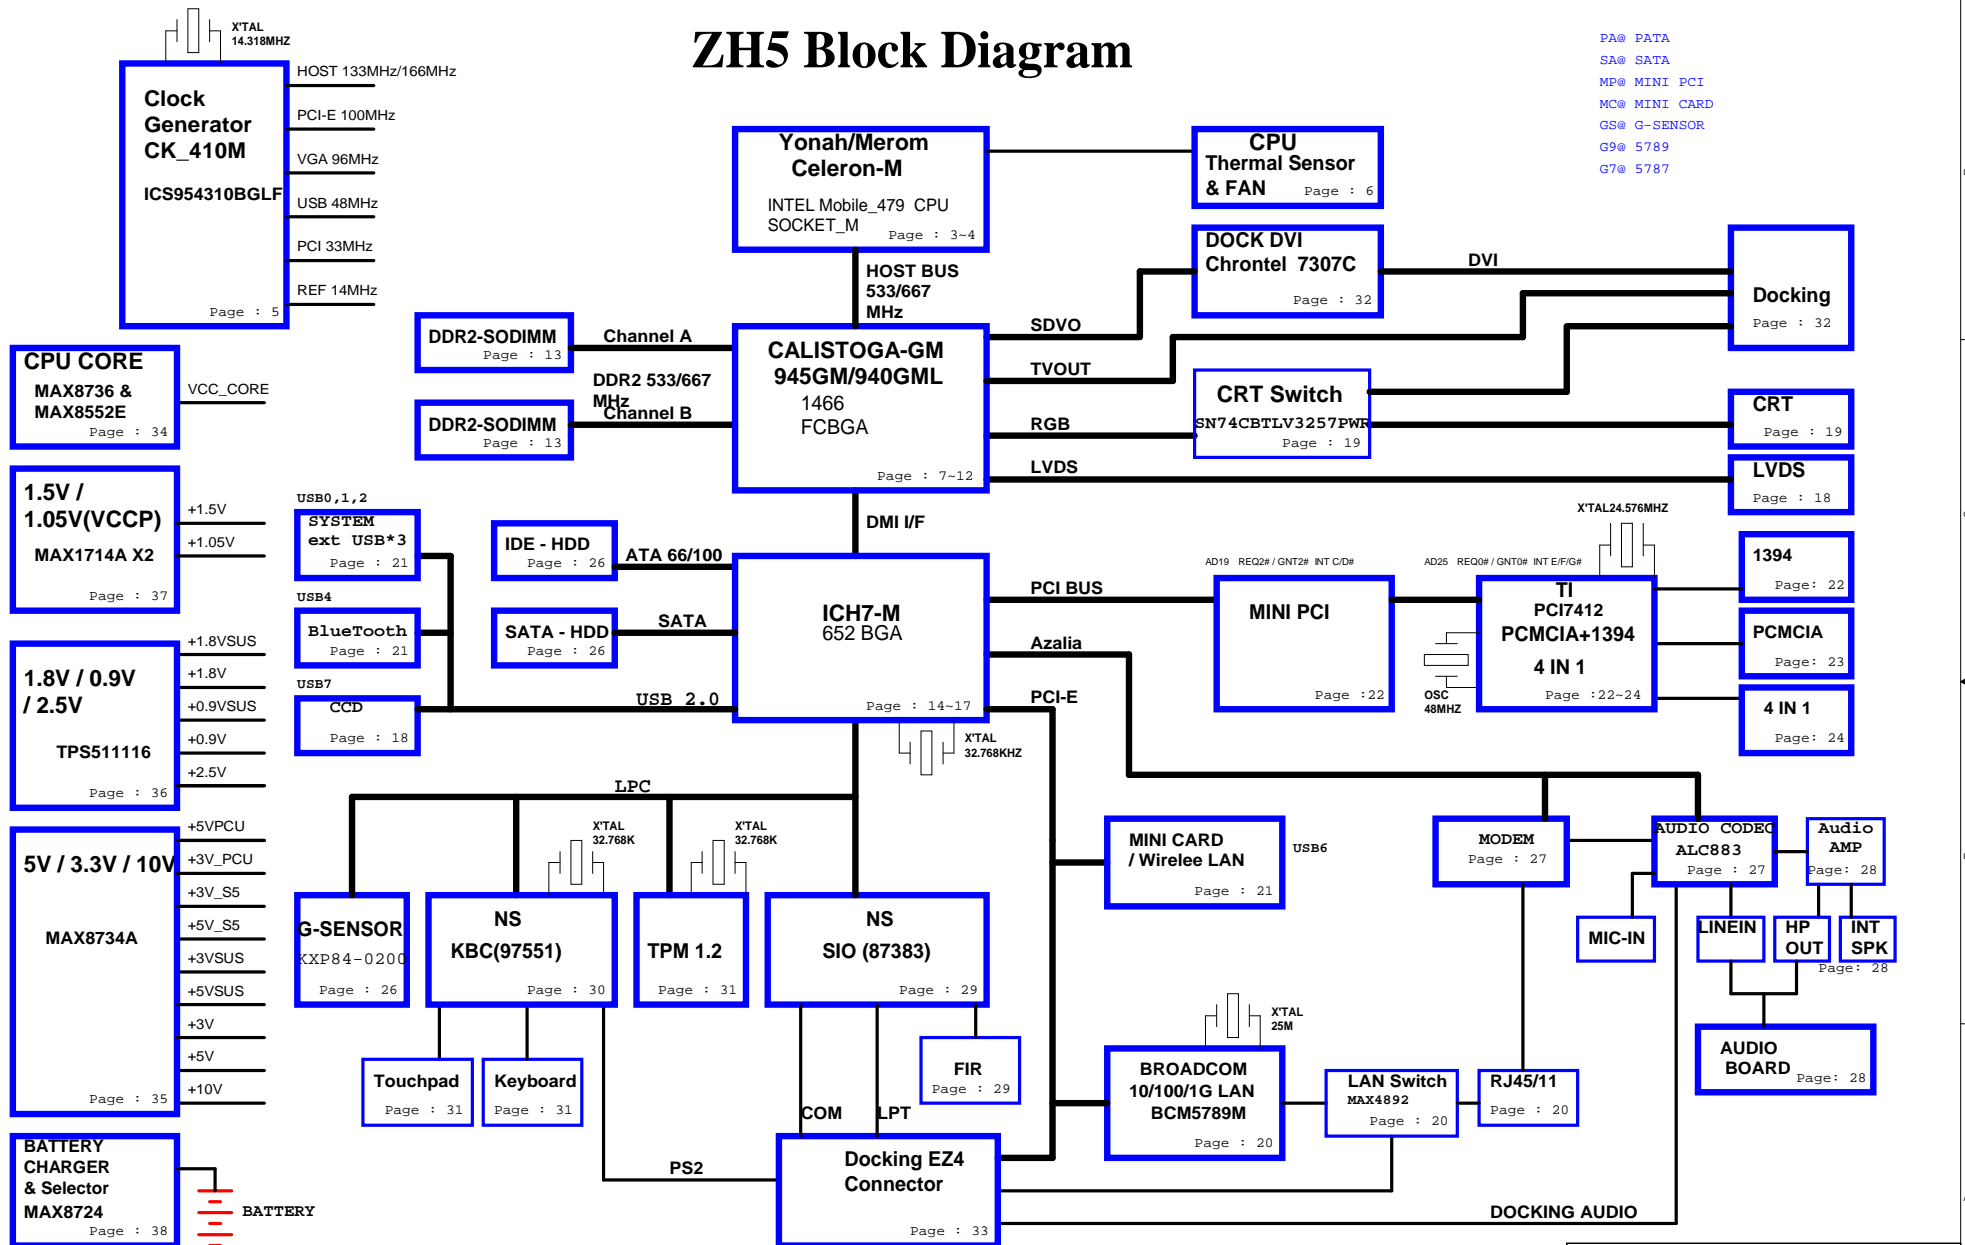 ZH5 Block Diagram
X'TAL
14.318MHZ
Clock
Generator
CK_410M
ICS954310BGLF
Page : 5
HOST 133MHz/166MHz
PCI-E 100MHz
VGA 96MHz
USB 48MHz
PCI 33MHz
REF 14MHz
PA@ PATA
SA@ SATA
MP@ MINI PCI
MC@ MINI CARD
GS@ G-SENSOR
G9@ 5789
G7@ 5787
Yonah/Merom
Celeron-M
INTEL Mobile_479 CPU
SOCKET_M
Page : 3~4
CPU
Thermal Sensor
& FAN
Page : 6
HOST BUS
533/667
MHz
DOCK DVI
Chrontel 7307C
Page : 32
DVI
Docking
Page : 32
DDR2-SODIMM
Page : 13
Channel A
DDR2 533/667
MHz
Channel B
DDR2-SODIMM
Page : 13
CALISTOGA-GM
945GM/940GML
1466
FCBGA
Page : 7~12
SDVO
TVOUT
RGB
LVDS
CRT Switch
SN74CBTLV3257PWR
Page : 19
CRT
Page : 19
LVDS
Page : 18
CPU CORE
MAX8736 &
MAX8552E
Page : 34
VCC_CORE
1.5V /
1.05V(VCCP)
MAX1714A X2
Page : 37
+1.5V
+1.05V
1.8V / 0.9V
/ 2.5V
TPS511116
Page : 36
+1.8VSUS
+1.8V
+0.9VSUS
+0.9V
+2.5V
5V / 3.3V / 10V
MAX8734A
Page : 35
+5VPCU
+3V_PCU
+3V_S5
+5V_S5
+3VSUS
+5VSUS
+3V
+5V
+10V
BATTERY
CHARGER
& Selector
MAX8724
Page : 38
BATTERY
USB0,1,2
SYSTEM
ext USB*3
Page : 21
USB4
BlueTooth
Page : 21
USB7
CCD
Page : 18
IDE - HDD
Page : 26
ATA 66/100
SATA - HDD
Page : 26
SATA
USB 2.0
DMI I/F
ICH7-M
652 BGA
Page : 14~17
X'TAL
32.768KHZ
PCI BUS
Azalia
PCI-E
AD19 REQ2# / GNT2# INT C/D#
MINI PCI
Page :22
AD25 REQ0# / GNT0# INT E/F/G#
X'TAL24.576MHZ
OSC
48MHZ
TI
PCI7412
PCMCIA+1394
4 IN 1
Page :22~24
1394
Page: 22
PCMCIA
Page: 23
4 IN 1
Page: 24
LPC
G-SENSOR
KXP84-0200
Page : 26
X'TAL
32.768K
NS
KBC(97551)
Page : 30
X'TAL
32.768K
TPM 1.2
Page : 31
NS
SIO (87383)
Page : 29
Touchpad
Page : 31
Keyboard
Page : 31
FIR
Page : 29
COM
LPT
PS2
Docking EZ4
Connector
Page : 33
MINI CARD
/ Wirelee LAN
Page : 21
USB6
X'TAL
25M
BROADCOM
10/100/1G LAN
BCM5789M
Page : 20
LAN Switch
MAX4892
Page : 20
RJ45/11
Page : 20
MODEM
Page : 27
AUDIO CODEC
ALC883
Page : 27
Audio
AMP
Page: 28
MIC-IN
LINEIN
HP
OUT
INT
SPK
Page: 28
AUDIO
BOARD
Page: 28
DOCKING AUDIO